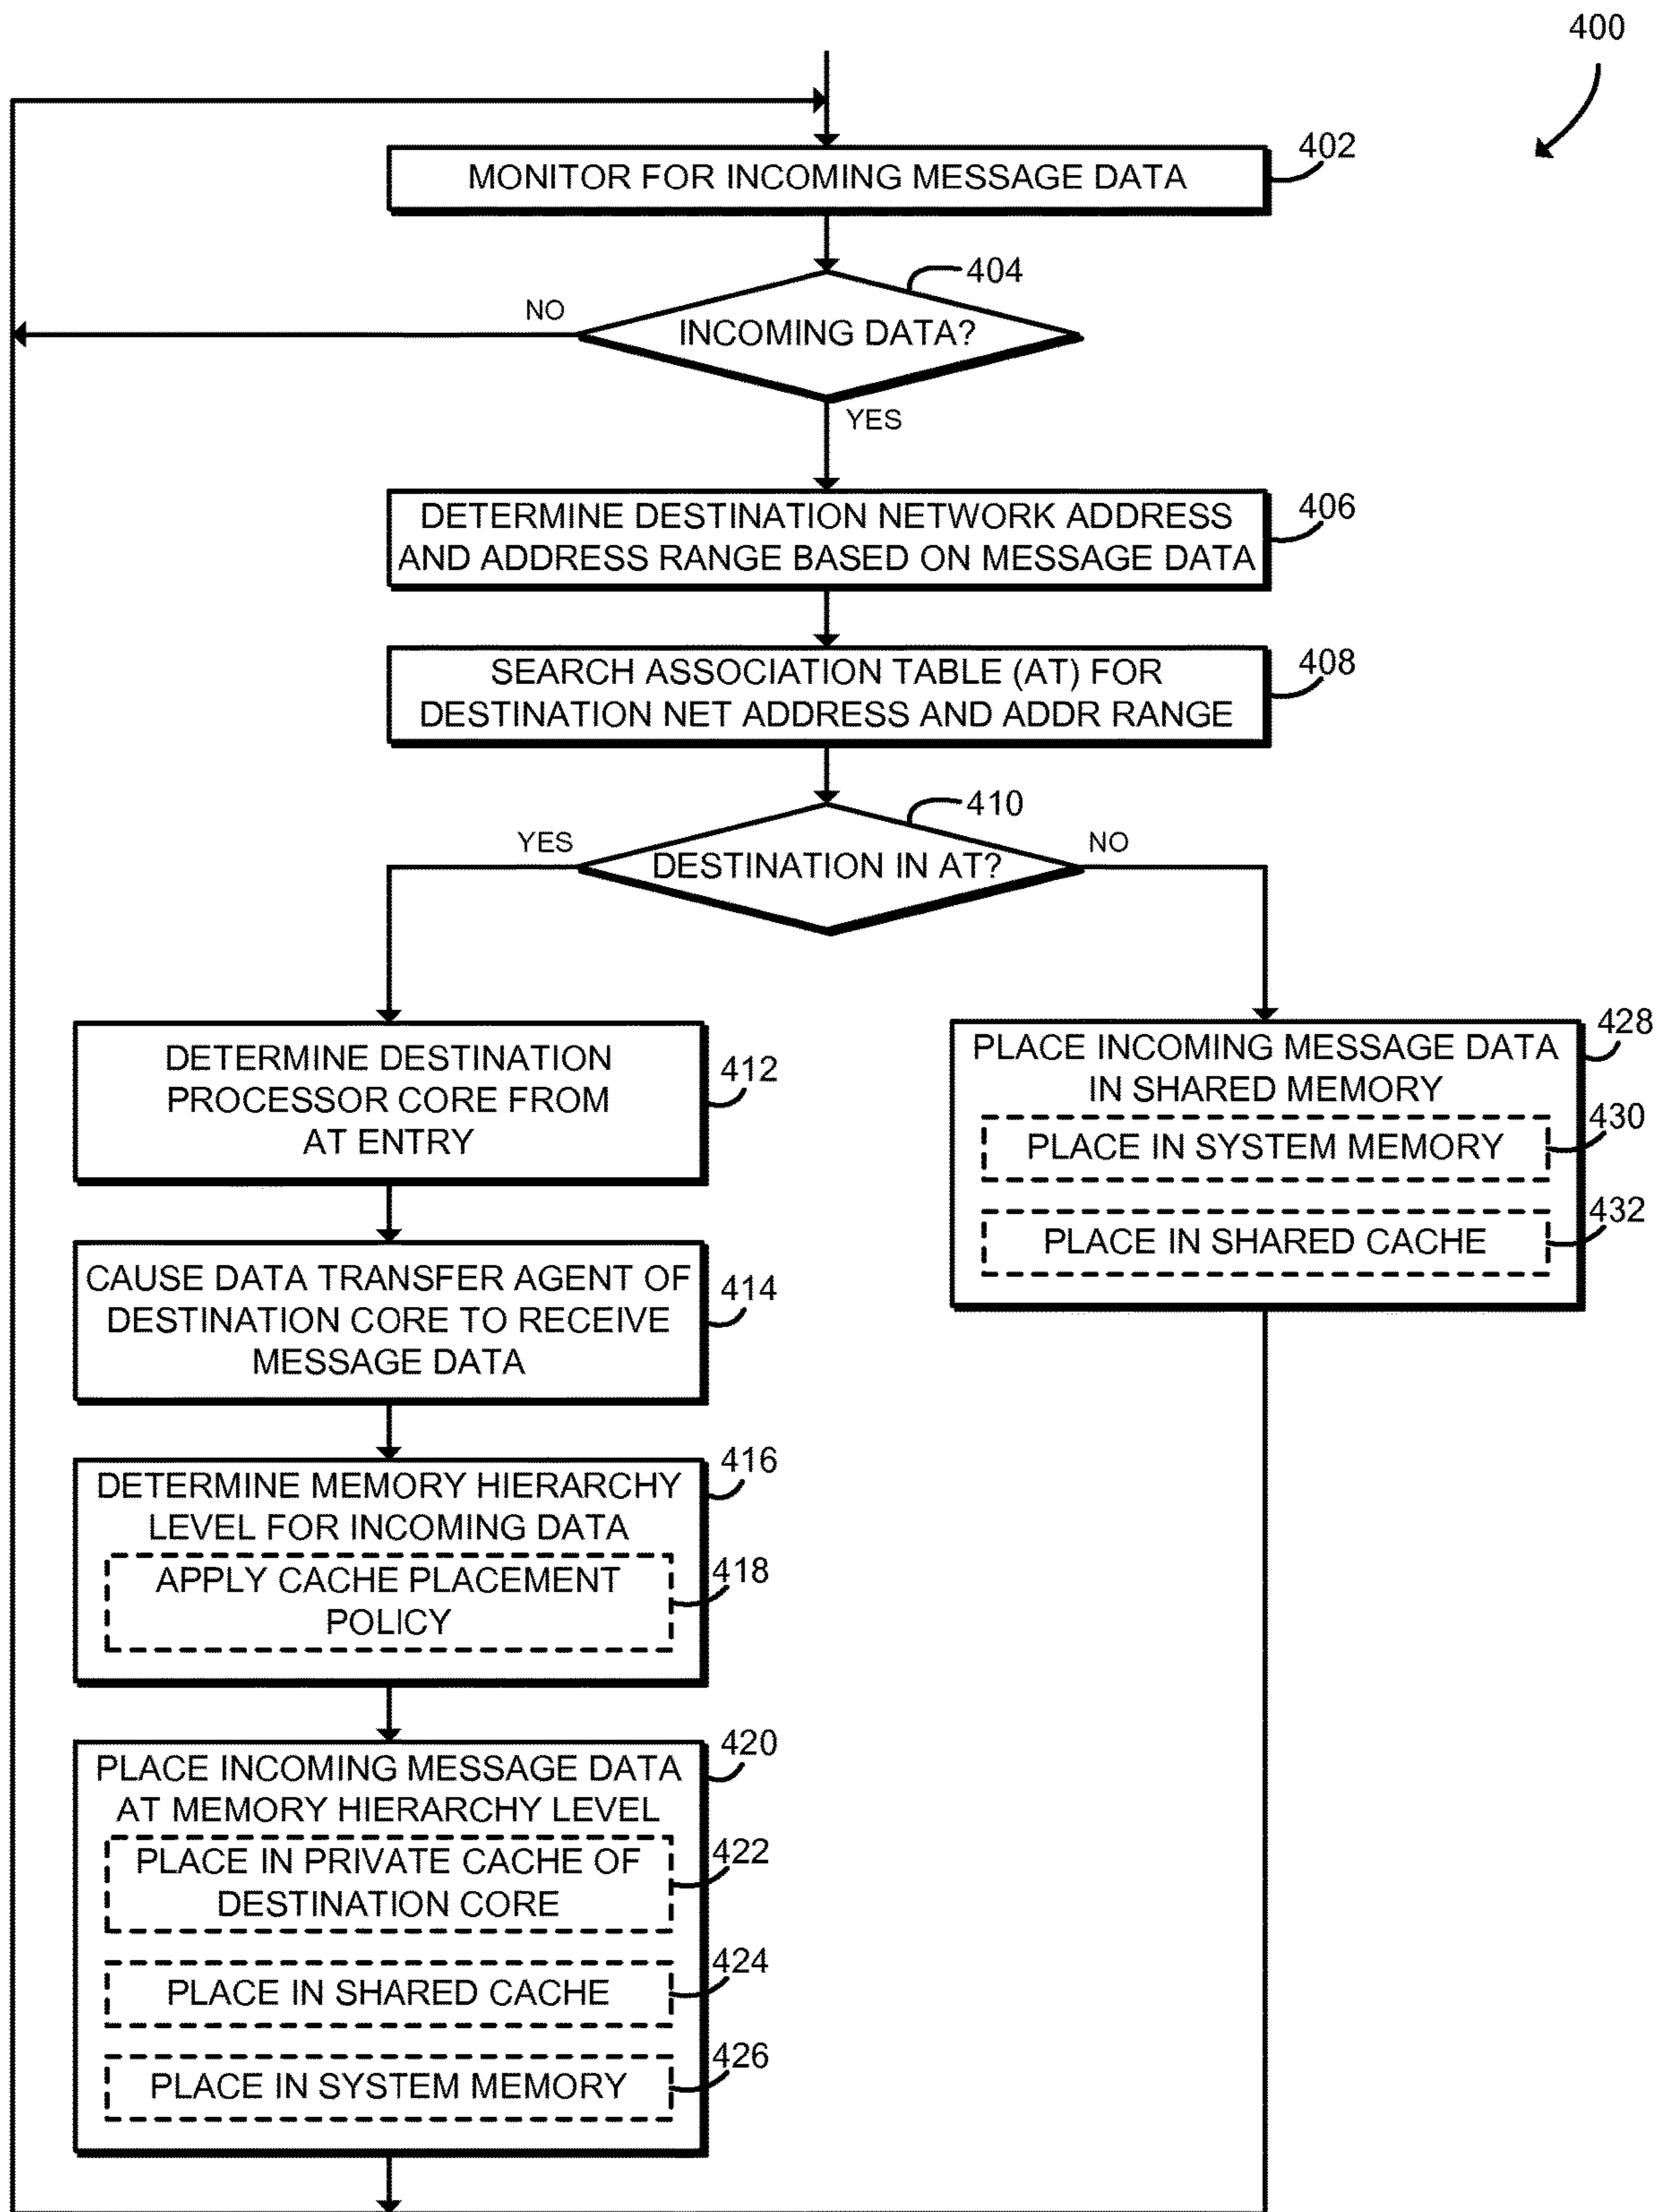 400
MONITOR FOR INCOMING MESSAGE DATA
402
404
INCOMING DATA?
NO
YES
DETERMINE DESTINATION NETWORK ADDRESS
AND ADDRESS RANGE BASED ON MESSAGE DATA
406
SEARCH ASSOCIATION TABLE (AT) FOR
DESTINATION NET ADDRESS AND ADDR RANGE
408
410
DESTINATION IN AT?
YES
NO
DETERMINE DESTINATION
PROCESSOR CORE FROM
AT ENTRY
412
CAUSE DATA TRANSFER AGENT OF
DESTINATION CORE TO RECEIVE
MESSAGE DATA
414
DETERMINE MEMORY HIERARCHY
LEVEL FOR INCOMING DATA
416
APPLY CACHE PLACEMENT
POLICY
418
PLACE INCOMING MESSAGE DATA
AT MEMORY HIERARCHY LEVEL
420
PLACE IN PRIVATE CACHE OF
DESTINATION CORE
422
PLACE IN SHARED CACHE
424
PLACE IN SYSTEM MEMORY
426
PLACE INCOMING MESSAGE DATA
IN SHARED MEMORY
428
PLACE IN SYSTEM MEMORY
430
PLACE IN SHARED CACHE
432